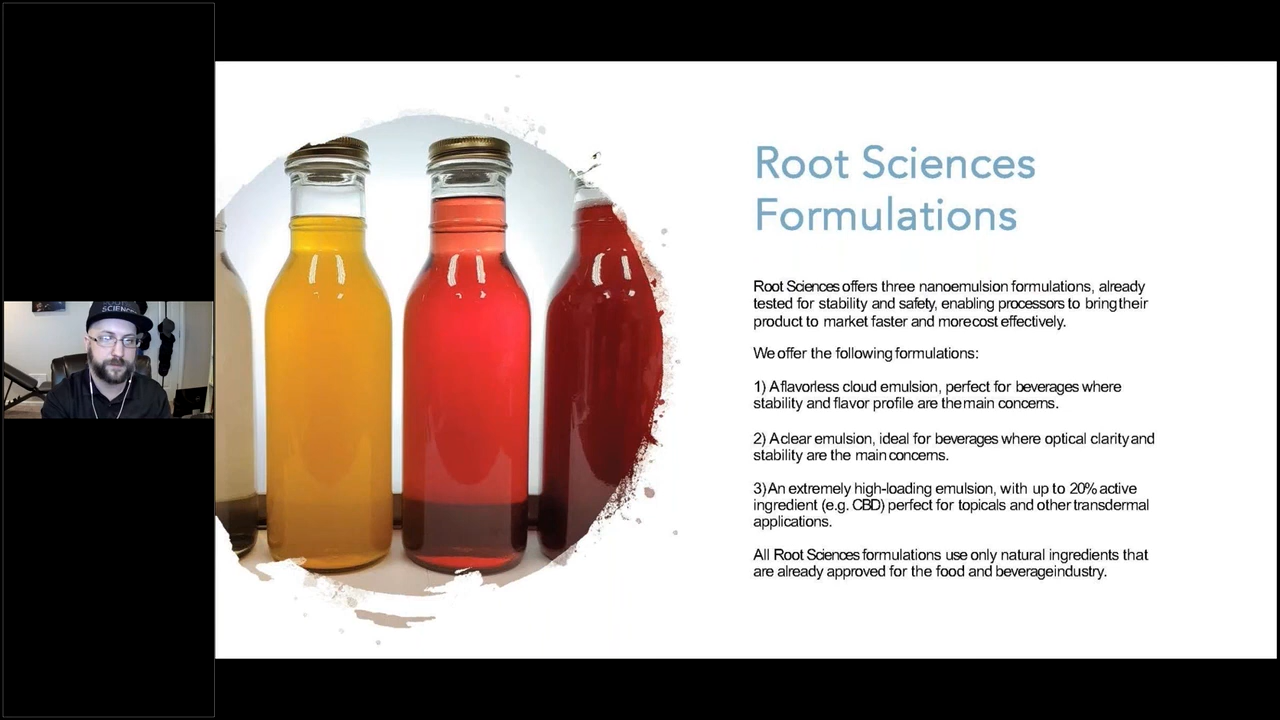 SCIENCES
Root Sciences
Formulations
Root Sciences offers three nanoemulsion formulations, already
tested for stability and safety, enabling processors to bring their
product to market faster and more cost effectively.
We offer the following formulations:
1) A flavorless cloud emulsion, perfect for beverages where
stability and flavor profile are the main concerns.
2) A clear emulsion, ideal for beverages where optical clarity and
stability are the main concerns.
3) An extremely high-loading emulsion, with up to 20% active
ingredient (e.g. CBD) perfect for topicals and other transdermal
applications.
All Root Sciences formulations use only natural ingredients that
are already approved for the food and beverage industry.